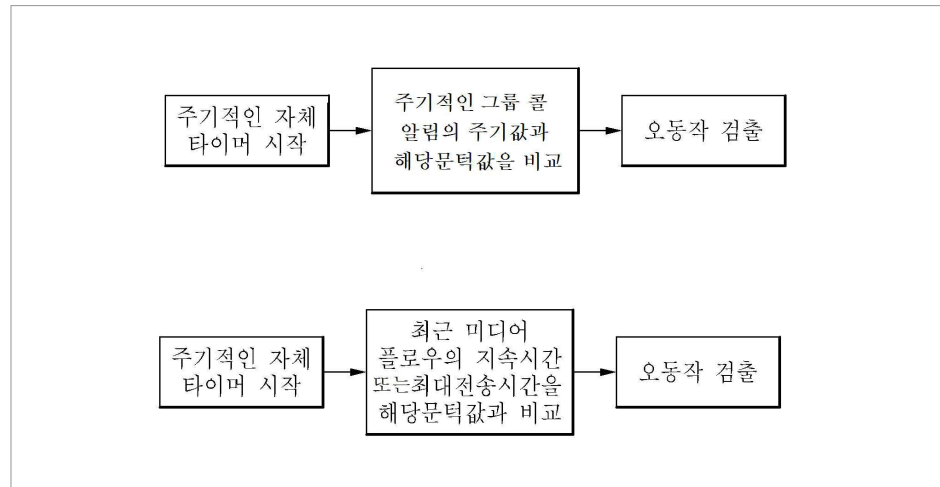 주기적인 자체
타이머 시작
주기적인 그룹 콜
알림의 주기값과
해당문턱값을 비교
오동작 검출
주기적인 자체
타이머 시작
최근 미디어
플로우의 지속시간
또는최대전송시간을
해당문턱값과 비교
오동작 검출